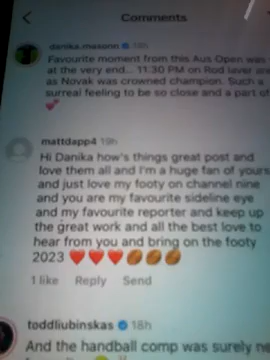 Comments
danika.masonn 18h
Favourite moment from this Aus Open was
at the very end... 11:30 PM on Rod laver are
as Novak was crowned champion. Such a
surreal feeling to be so close and a part of
mattdapp4 19h
Hi Danika how's things great post and
love them all and I'm a huge fan of yours
and just love my footy on channel nine
and you are my favourite sideline eye
and my favourite reporter and keep up
the great work and all the best love to
hear from you and bring on the footy
2023 ❤️❤️❤️🏉🏉🏉
1 like Reply Send
toddliubinskas 18h
And the handball comp was surely ne